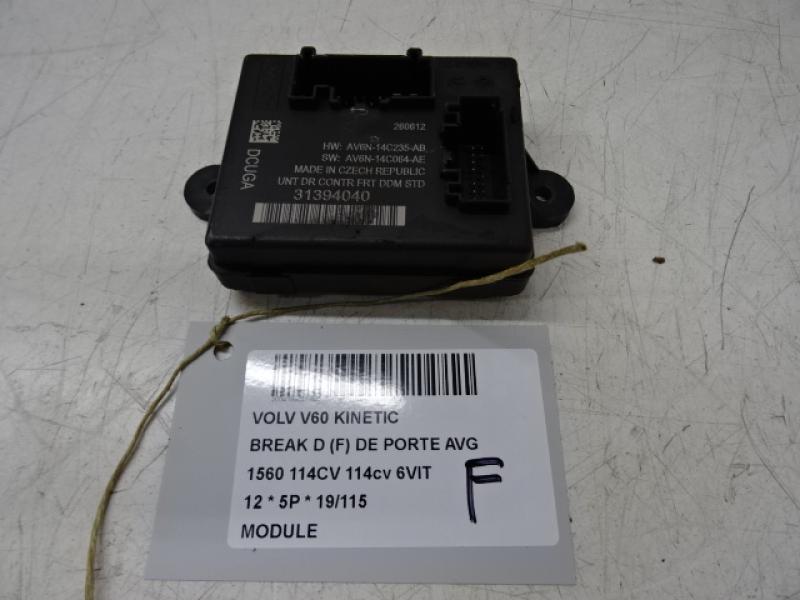 260612
HW: AV6N-14C235-AB
SW: AV6N-14C064-AE
MADE IN CZECH REPUBLIC
UNT DR CONTR FRT DDM STD
31394040
DCUGA
VOLV V60 KINETIC
BREAK D (F) DE PORTE AVG
1560 114CV 114cv 6VIT
12 * 5P * 19/115
MODULE
F